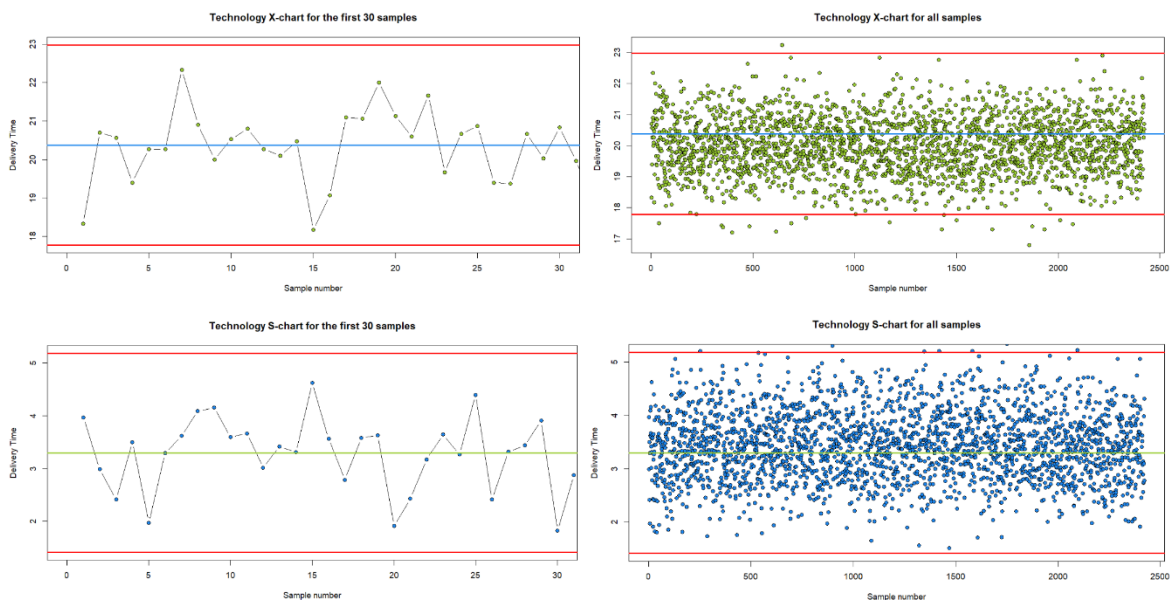 Technology X-chart for the first 30 samples
Delivery Time
23
22
21
20
19
18
0 5 10 15 20 25 30
Sample number
Technology X-chart for all samples
Delivery Time
23
22
21
20
19
18
17
0 500 1000 1500 2000 2500
Sample number
Technology S-chart for the first 30 samples
Delivery Time
5
4
3
2
0 5 10 15 20 25 30
Sample number
Technology S-chart for all samples
Delivery Time
5
4
3
2
0 500 1000 1500 2000 2500
Sample number